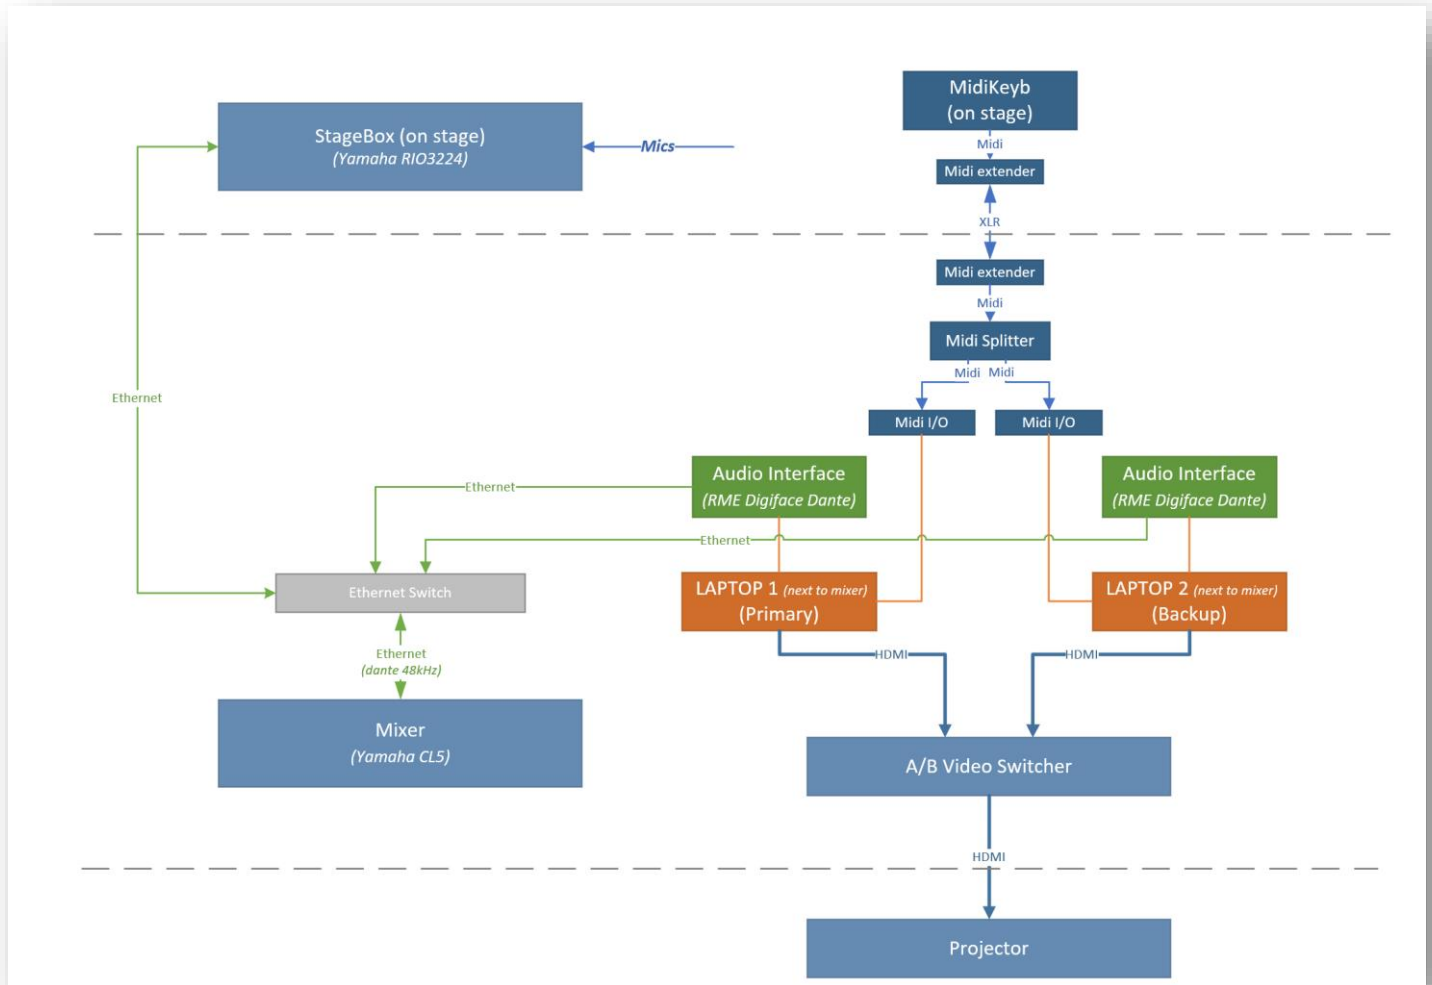 MidiKeyb
(on stage)
StageBox (on stage)
(Yamaha RIO3224)
Mics
Midi
Midi extender
XLR
Midi extender
Midi
Midi Splitter
Midi
Midi
Ethernet
Midi I/O
Midi I/O
Audio Interface
(RME Digiface Dante)
Audio Interface
(RME Digiface Dante)
Ethernet
Ethernet
Ethernet Switch
LAPTOP 1 (next to mixer)
(Primary)
LAPTOP 2 (next to mixer)
(Backup)
Ethernet
(dante 48kHz)
HDMI
HDMI
Mixer
(Yamaha CL5)
A/B Video Switcher
HDMI
Projector